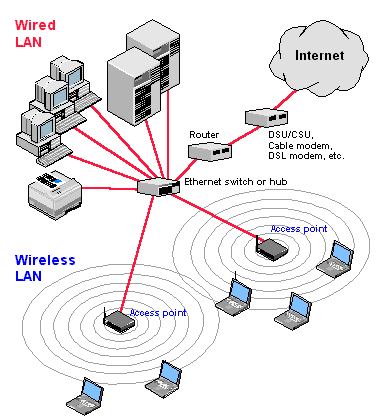 Wired
LAN
Internet
Router
DSU/CSU,
Cable modem,
DSL modem, etc.
Ethernet switch or hub
Access point
Wireless
LAN
Access point